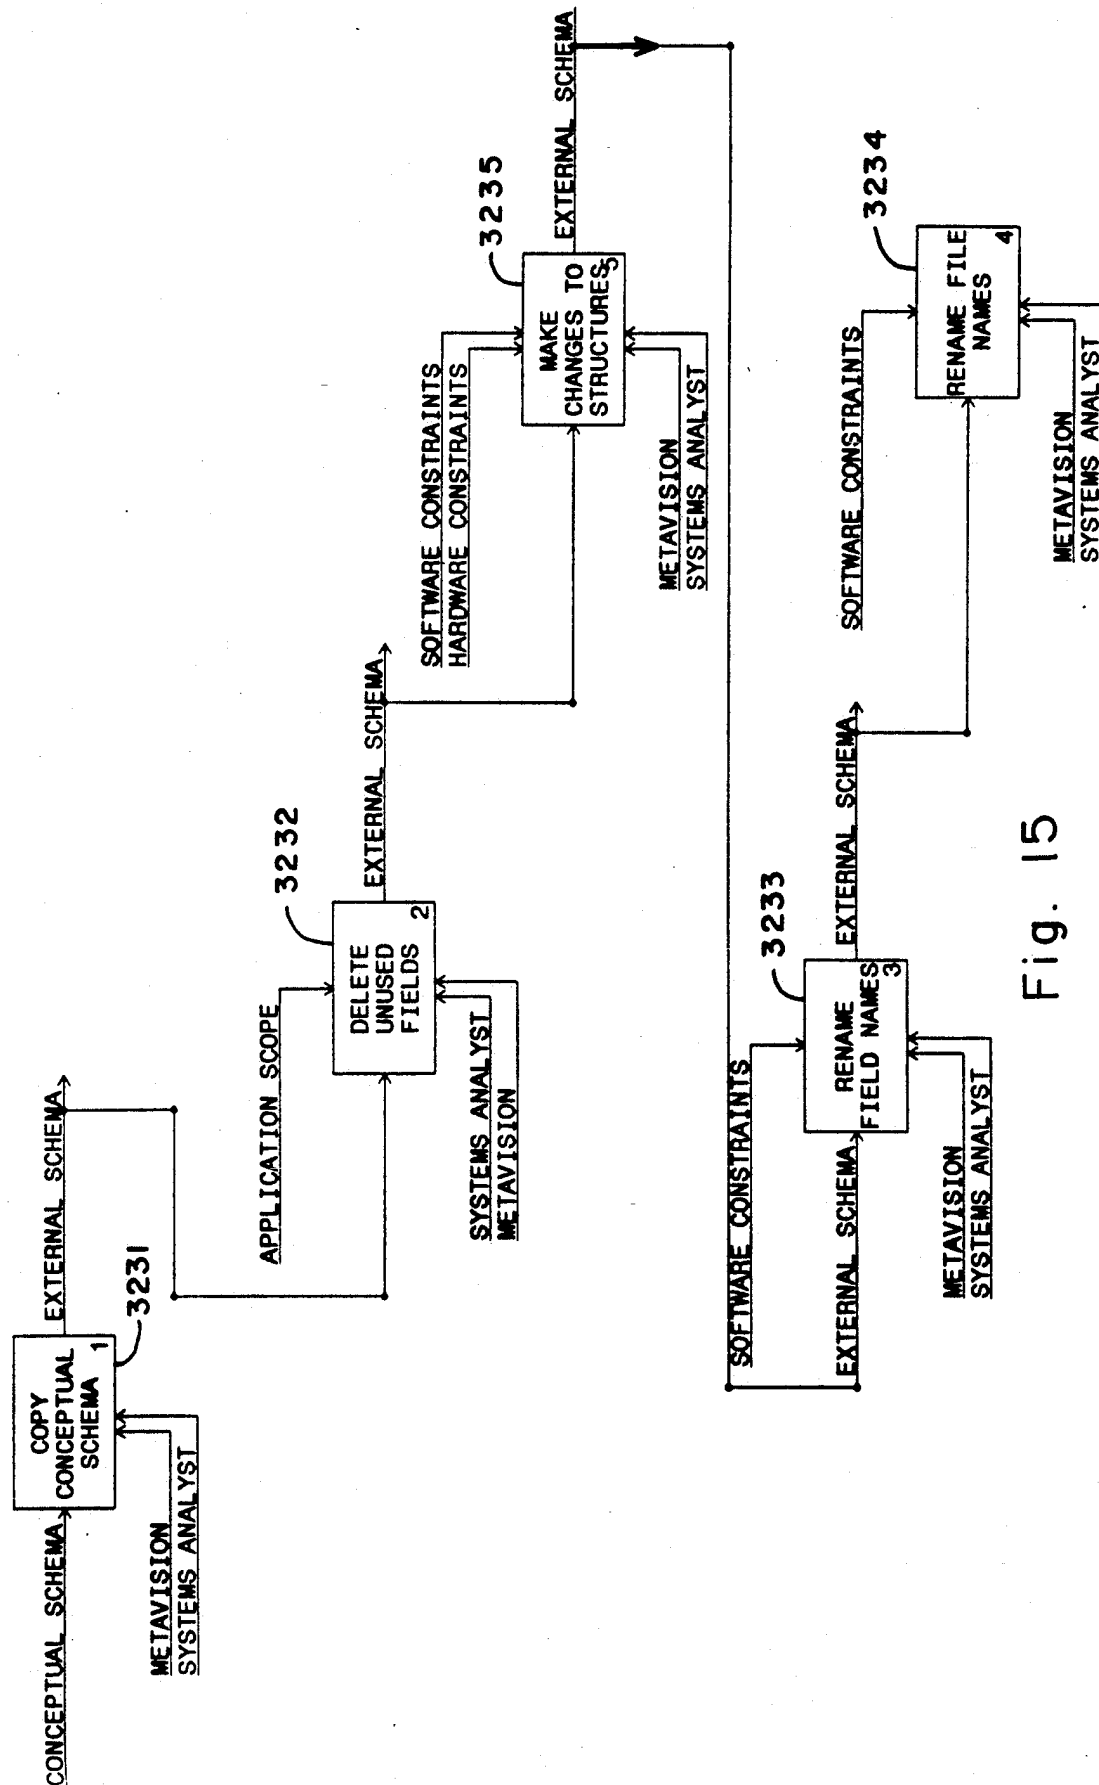 CONCEPTUAL SCHEMA
COPY
CONCEPTUAL
SCHEMA
1
3231
EXTERNAL SCHEMA
METAVISION
SYSTEMS ANALYST
APPLICATION SCOPE
DELETE
UNUSED
FIELDS
2
3232
EXTERNAL SCHEMA
SYSTEMS ANALYST
METAVISION
SOFTWARE CONSTRAINTS
HARDWARE CONSTRAINTS
MAKE
CHANGES TO
STRUCTURES
5
3235
EXTERNAL SCHEMA
METAVISION
SYSTEMS ANALYST
SOFTWARE CONSTRAINTS
EXTERNAL SCHEMA
RENAME
FIELD NAMES
3
3233
EXTERNAL SCHEMA
METAVISION
SYSTEMS ANALYST
SOFTWARE CONSTRAINTS
RENAME FILE
NAMES
4
3234
METAVISION
SYSTEMS ANALYST
Fig. 15